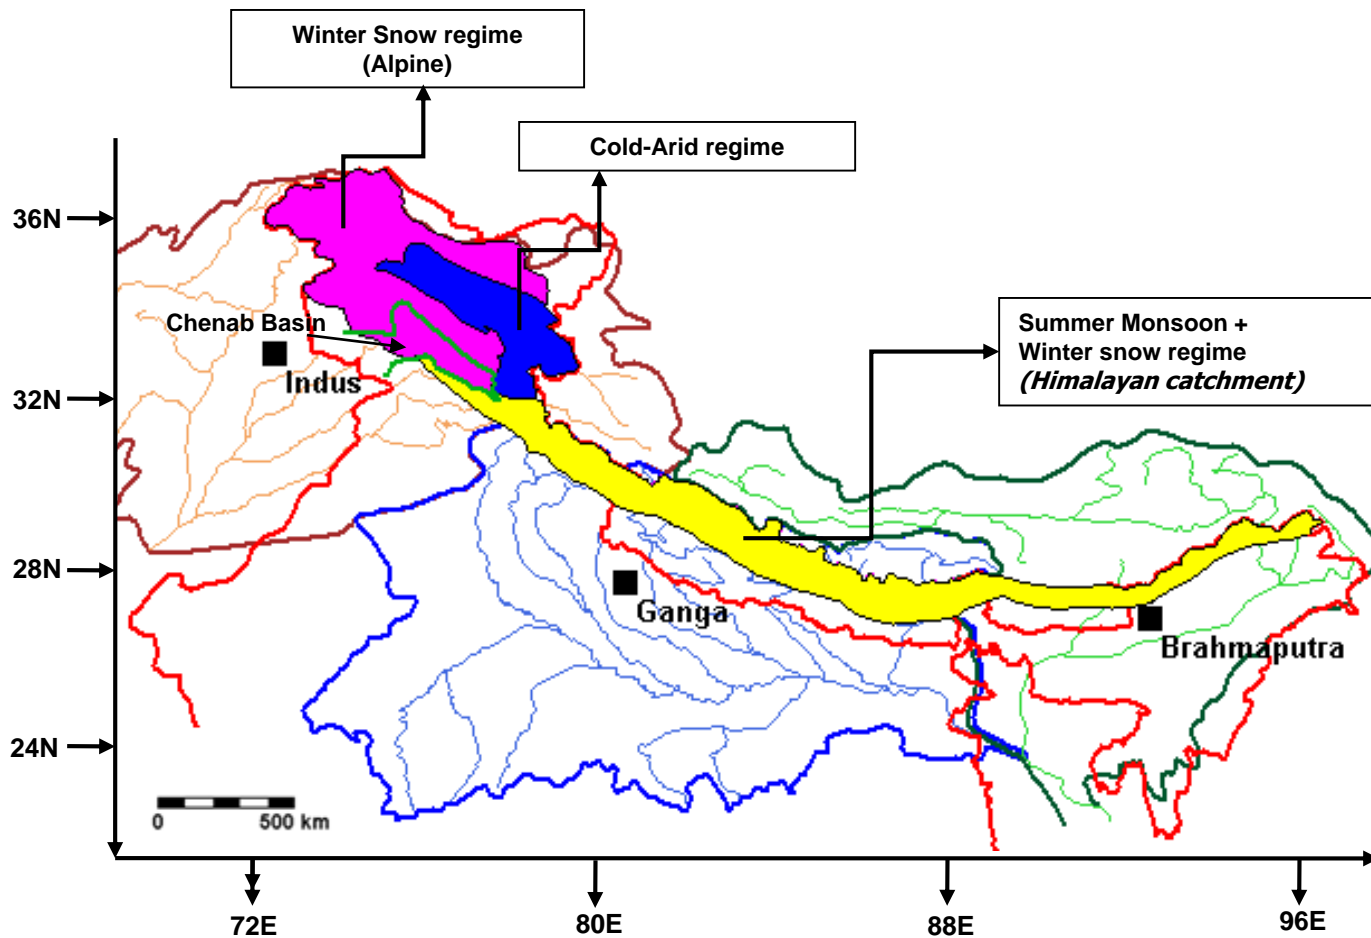 Winter Snow regime
(Alpine)
Cold-Arid regime
36N
Chenab Basin
Indus
32N
Summer Monsoon +
Winter snow regime
(Himalayan catchment)
28N
Ganga
Brahmaputra
24N
0 500 km
72E 80E 88E 96E